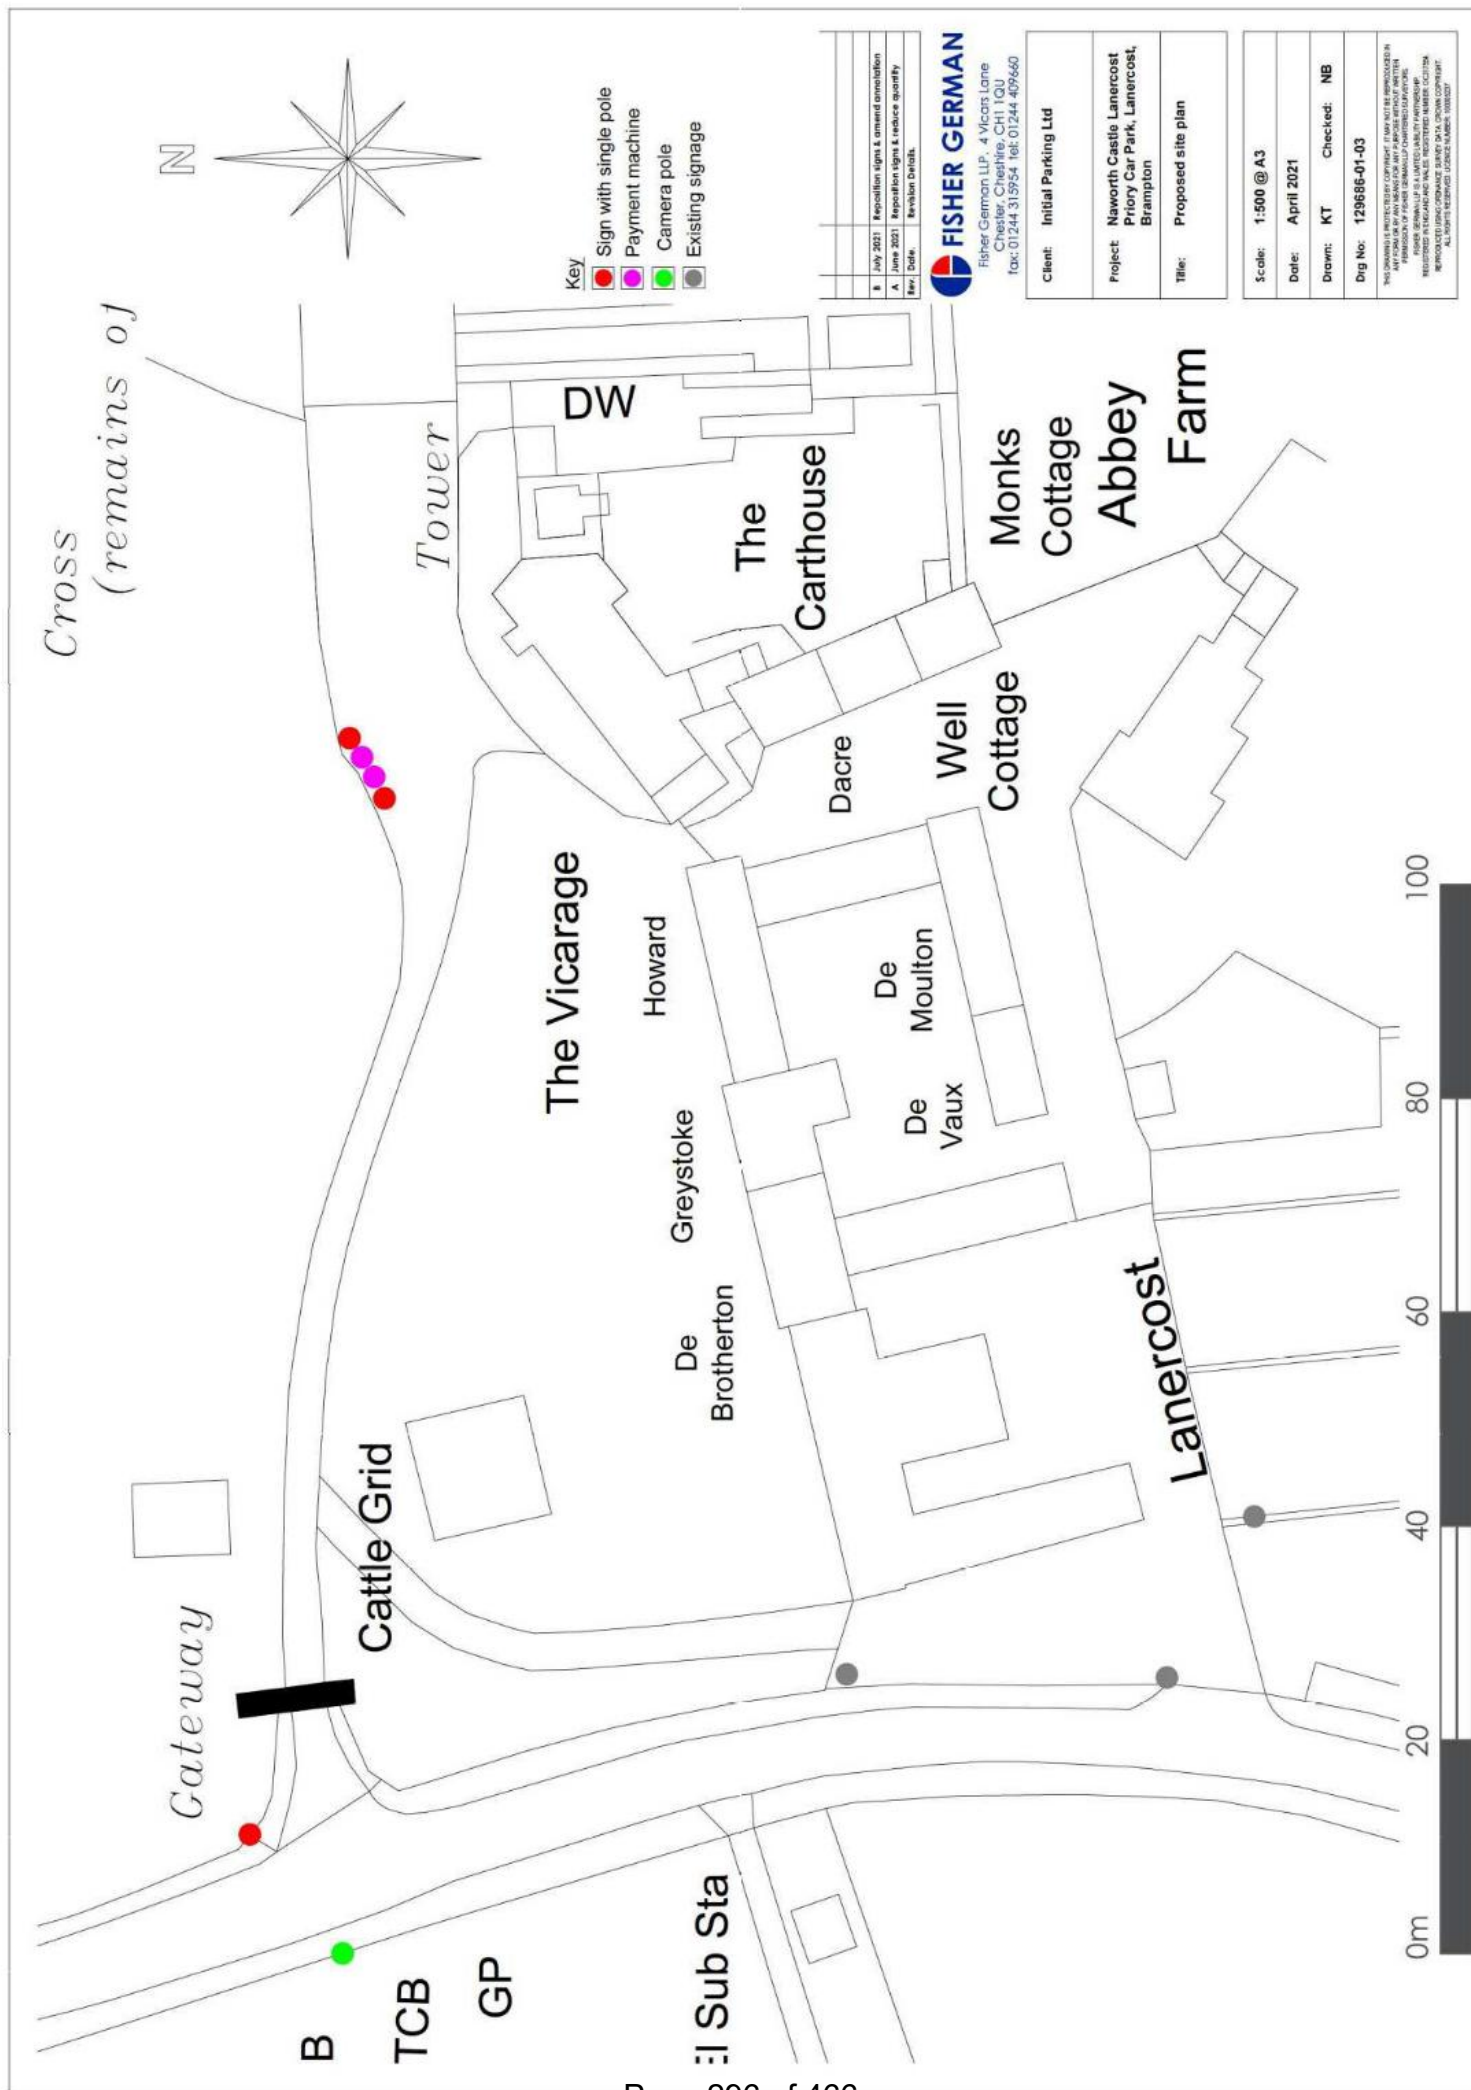 Cross
(remains of
Gateway
Tower
Cattle Grid
B
TCB
GP
El Sub Sta
The Vicarage
DW
The
Carthouse
Howard
Greystoke
De
Brotherton
Dacre
De
Moulton
De
Vaux
Well
Cottage
Monks
Cottage
Abbey
Farm
Lanercost
0m 20 40 60 80 100
N
Key
Sign with single pole
Payment machine
Camera pole
Existing signage
B July 2021 Reposition signs & amend annotation
A June 2021 Reposition signs & reduce quantity
Rev. Date. Revision Details.
FISHER GERMAN
Fisher German LLP, 4 Vicars Lane
Chester, Cheshire, CH1 1QU
fax: 01244 315954 tel: 01244 409660
Client: Initial Parking Ltd
Project: Naworth Castle Lanercost
Priory Car Park, Lanercost,
Brampton
Title: Proposed site plan
Scale: 1:500 @ A3
Date: April 2021
Drawn: KT Checked: NB
Drg No: 129686-01-03